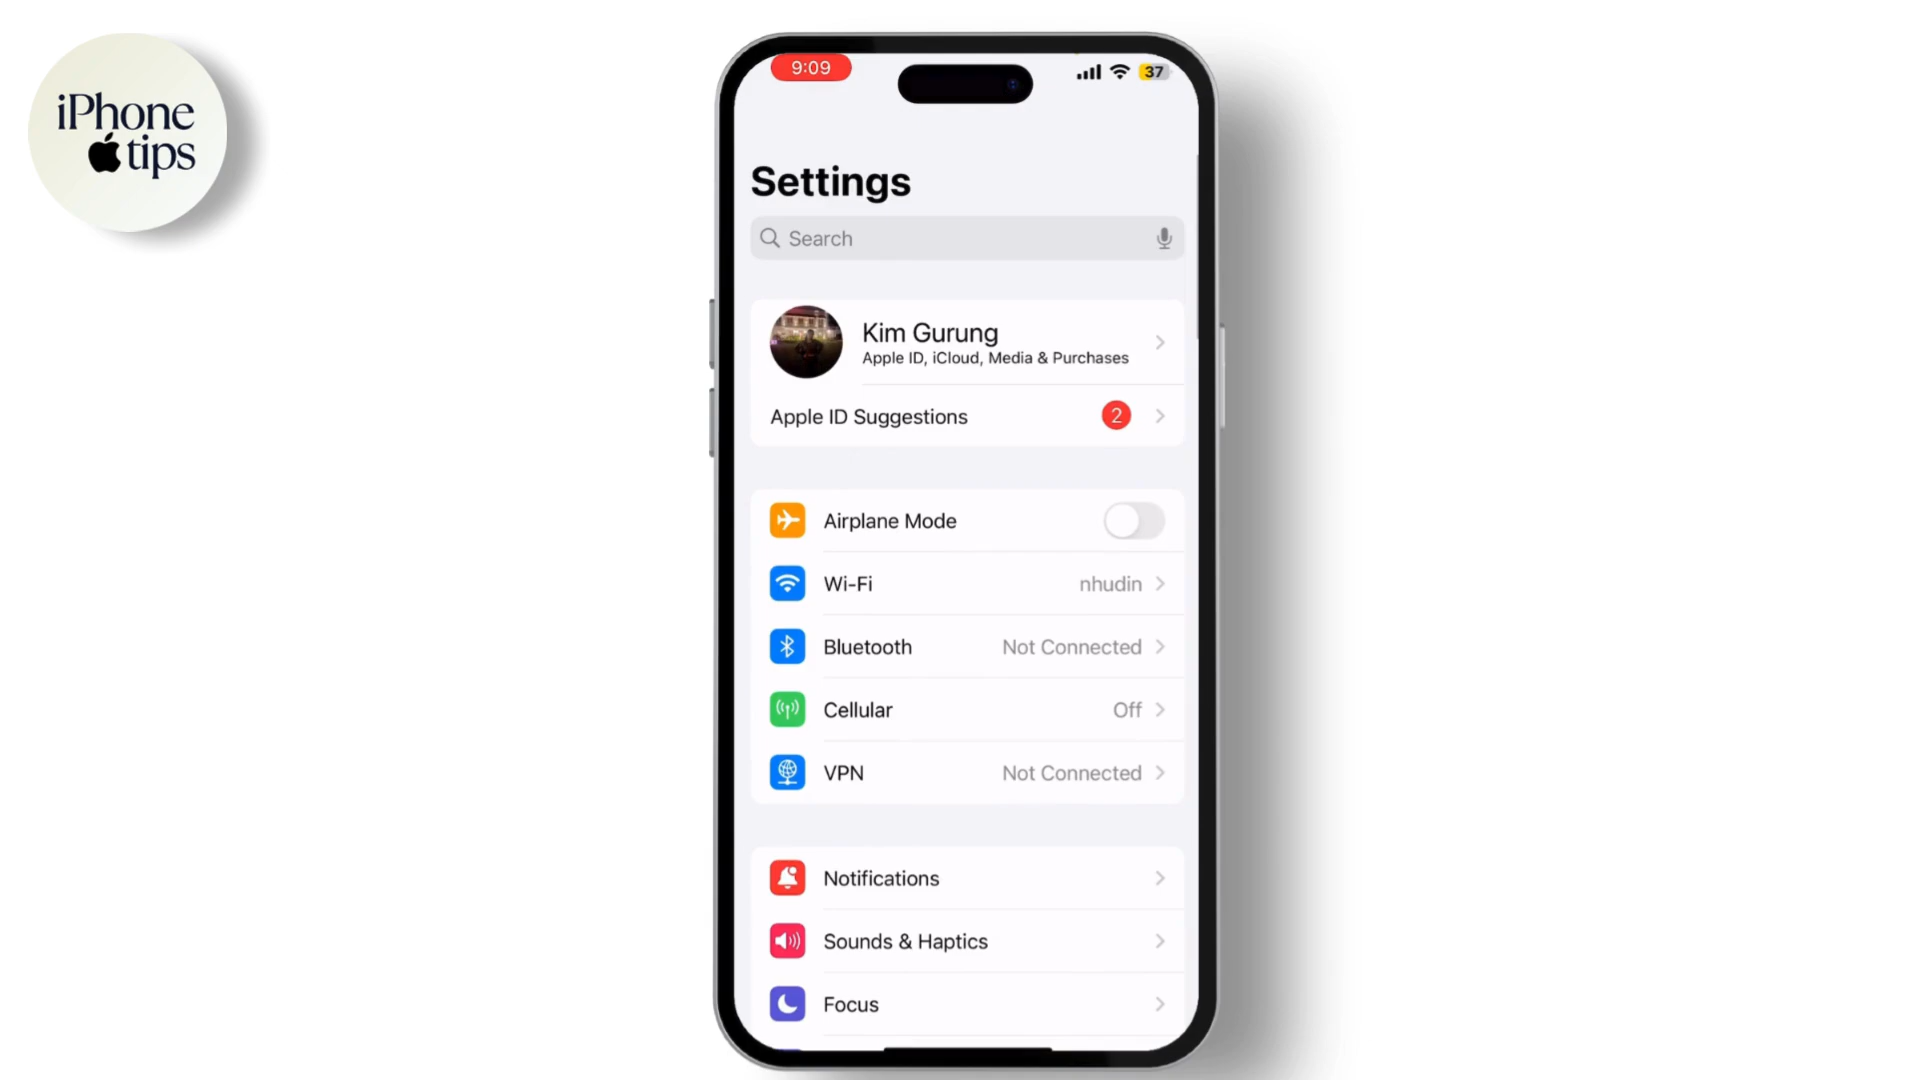 iPhone
tips
9:09
37
Settings
Search
Kim Gurung
Apple ID, iCloud, Media & Purchases
Apple ID Suggestions
2
Airplane Mode
Wi-Fi
nhudin
Bluetooth
Not Connected
Cellular
Off
VPN
Not Connected
Notifications
Sounds & Haptics
Focus